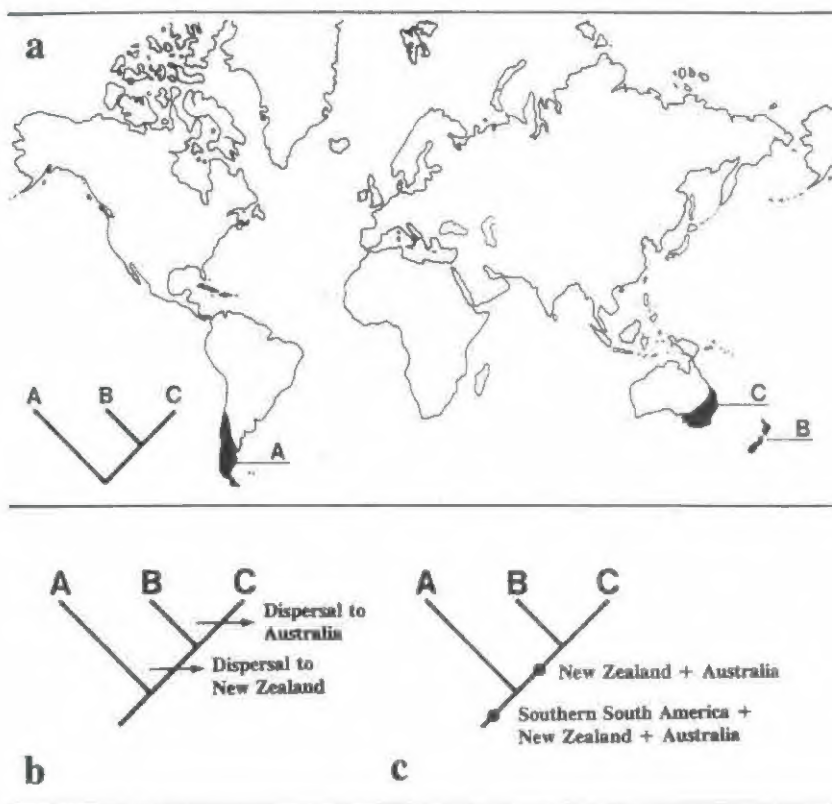 a
A B C
C
B
A
A B C
Dispersal to
Australia
Dispersal to
New Zealand
b
A B C
New Zealand + Australia
Southern South America +
New Zealand + Australia
c